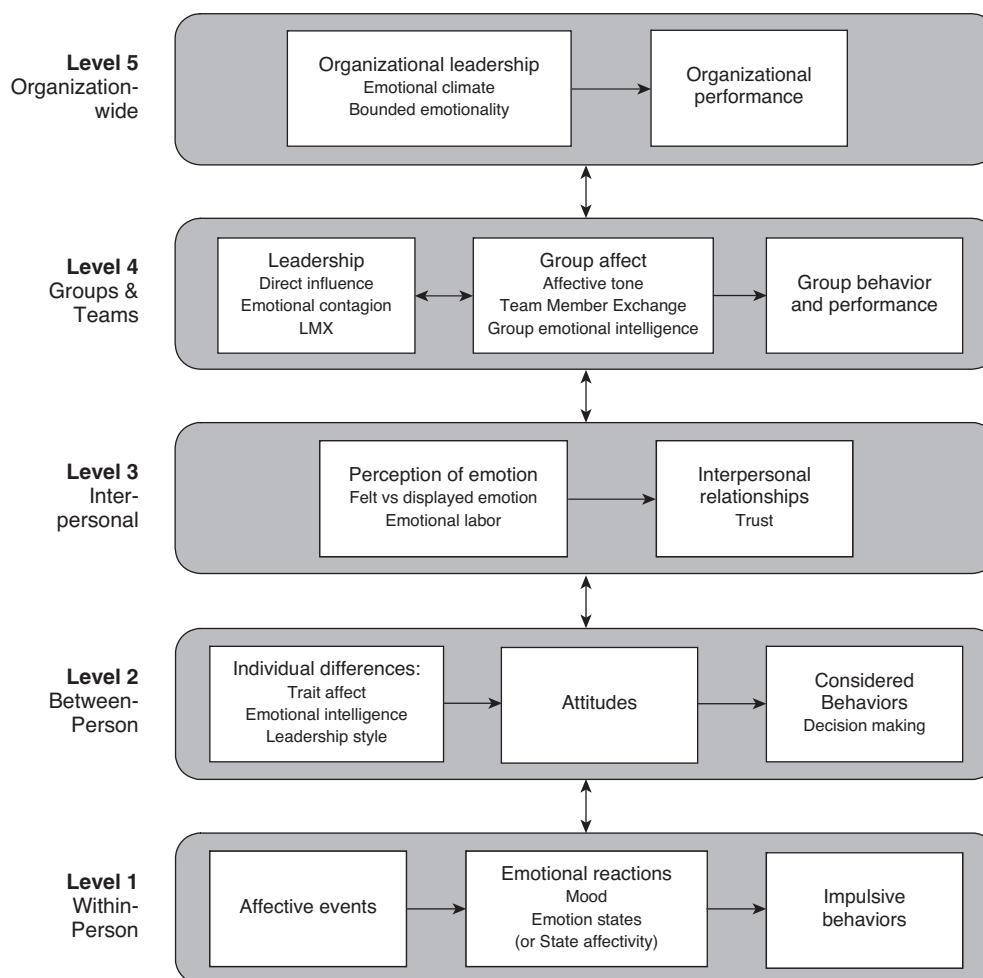 Level 5
Organization-
wide
Organizational leadership
Emotional climate
Bounded emotionality
Organizational
performance
Level 4
Groups &
Teams
Leadership
Direct influence
Emotional contagion
LMX
Group affect
Affective tone
Team Member Exchange
Group emotional intelligence
Group behavior
and performance
Level 3
Inter-
personal
Perception of emotion
Felt vs displayed emotion
Emotional labor
Interpersonal
relationships
Trust
Level 2
Between-
Person
Individual differences:
Trait affect
Emotional intelligence
Leadership style
Attitudes
Considered
Behaviors
Decision making
Level 1
Within-
Person
Affective events
Emotional reactions
Mood
Emotion states
(or State affectivity)
Impulsive
behaviors